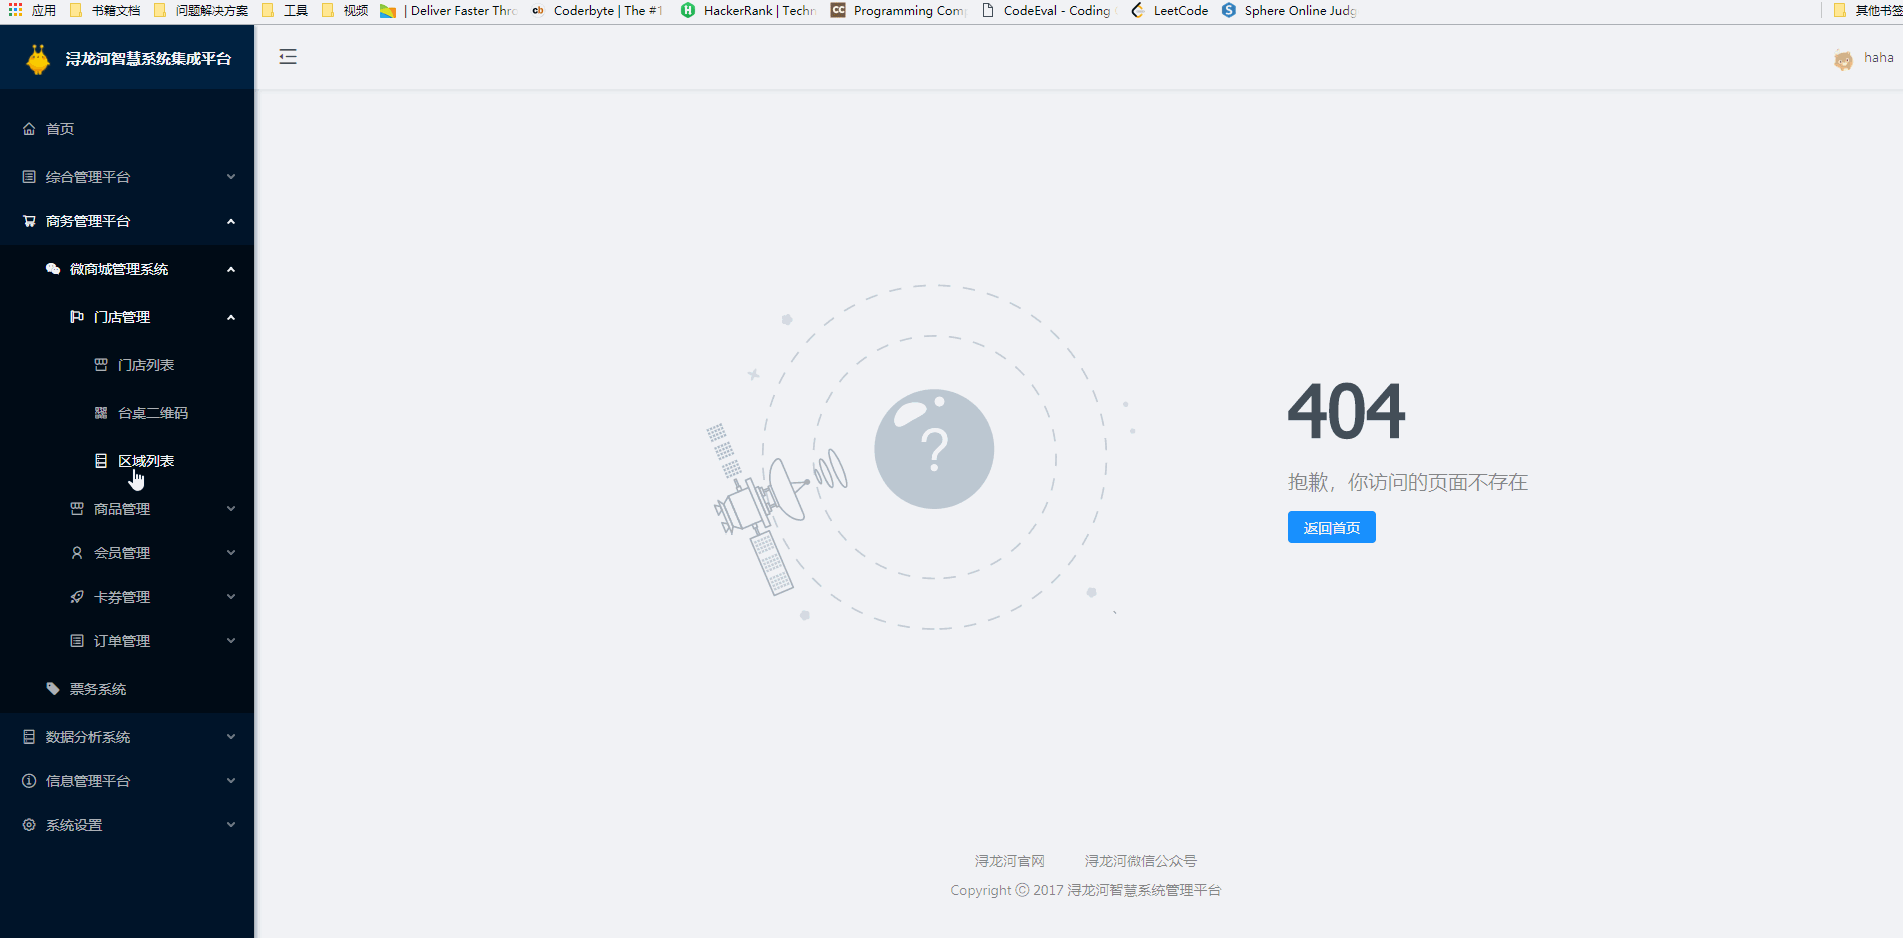 应用 书籍文档 问题解决方案 工具 视频 | Deliver Faster Thro Coderbyte | The #1 HackerRank | Techn Programming Com CodeEval - Coding LeetCode Sphere Online Judg 其他书签
浔龙河智慧系统集成平台
haha
首页
综合管理平台
商务管理平台
微商城管理系统
门店管理
门店列表
台桌二维码
区域列表
商品管理
会员管理
卡券管理
订单管理
票务系统
数据分析系统
信息管理平台
系统设置
?
404
抱歉，你访问的页面不存在
返回首页
浔龙河官网 浔龙河微信公众号
Copyright © 2017 浔龙河智慧系统管理平台